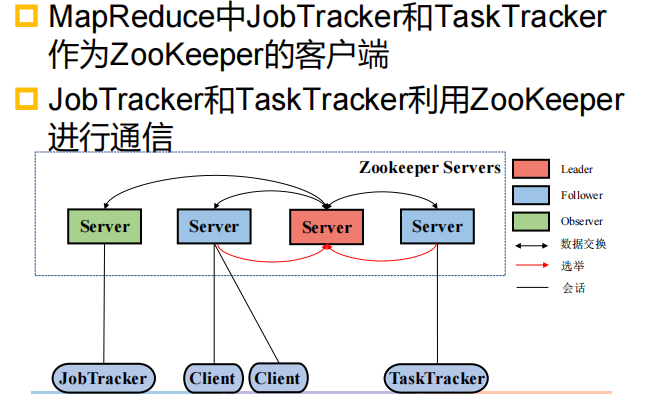 MapReduce中JobTracker和TaskTracker
作为ZooKeeper的客户端
JobTracker和TaskTracker利用ZooKeeper
进行通信
Zookeeper Servers
Leader
Follower
Observer
数据交换
选举
会话
Server
Server
Server
Server
JobTracker
Client
Client
TaskTracker